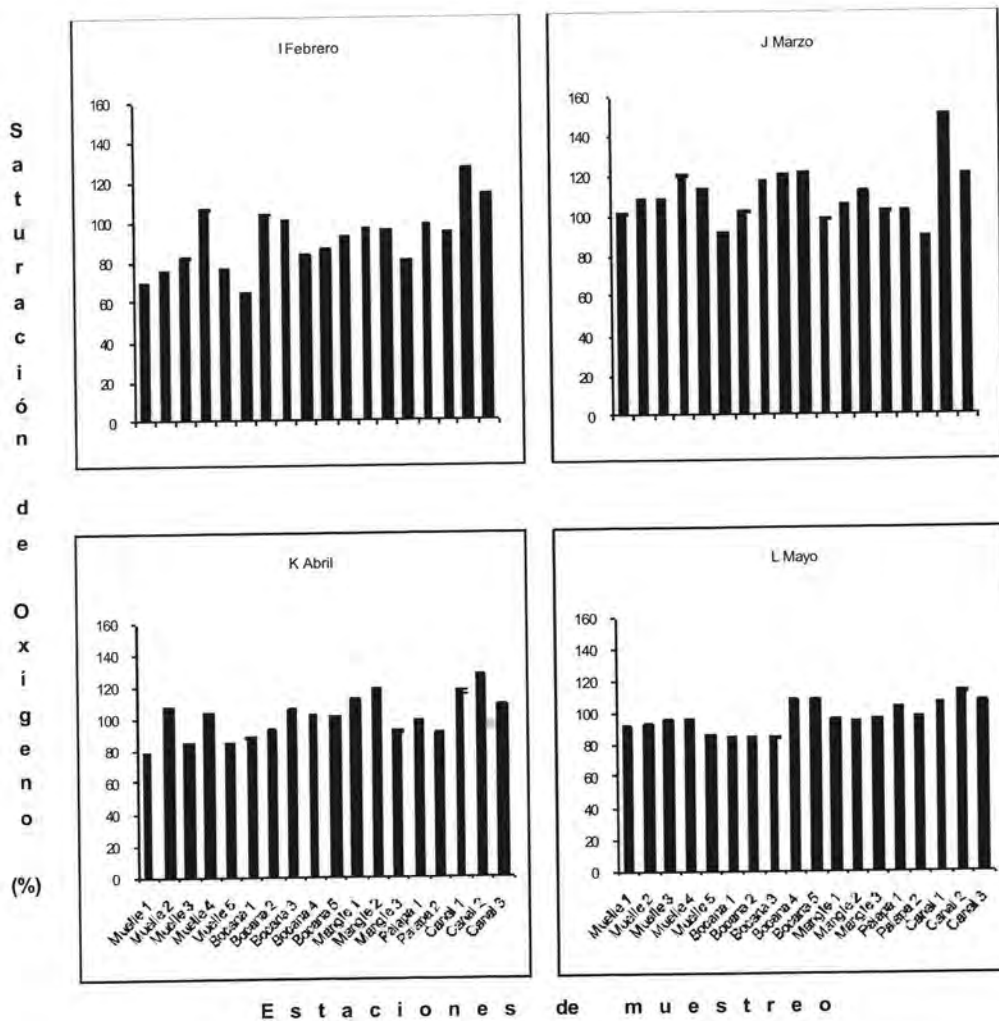 Saturación de Oxigeno (%)
I Febrero
160
140
120
100
80
60
40
20
0
J Marzo
160
140
120
100
80
60
40
20
0
K Abril
160
140
120
100
80
60
40
20
0
Muelle 1
Muelle 2
Muelle 3
Muelle 4
Muelle 5
Bocana 1
Bocana 2
Bocana 3
Bocana 4
Bocana 5
Mangle 1
Mangle 2
Mangle 3
Palapa 1
Palapa 2
Canal 1
Canal 2
Canal 3
L Mayo
160
140
120
100
80
60
40
20
0
Muelle 1
Muelle 2
Muelle 3
Muelle 4
Muelle 5
Bocana 1
Bocana 2
Bocana 3
Bocana 4
Bocana 5
Mangle 1
Mangle 2
Mangle 3
Palapa 1
Palapa 2
Canal 1
Canal 2
Canal 3
Estaciones de muestreo